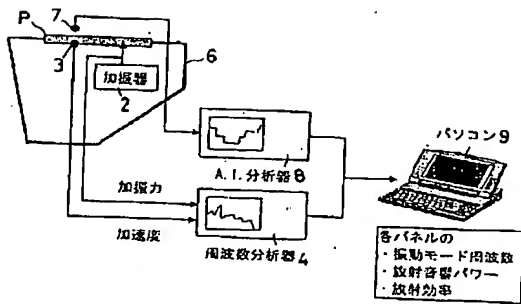 7
P
3
加振器
2
6
A.I.分析器8
加振力
加速度
周波数分析器4
パソコン9
各パネルの
・振動モード周波数
・放射音響パワー
・放射効率